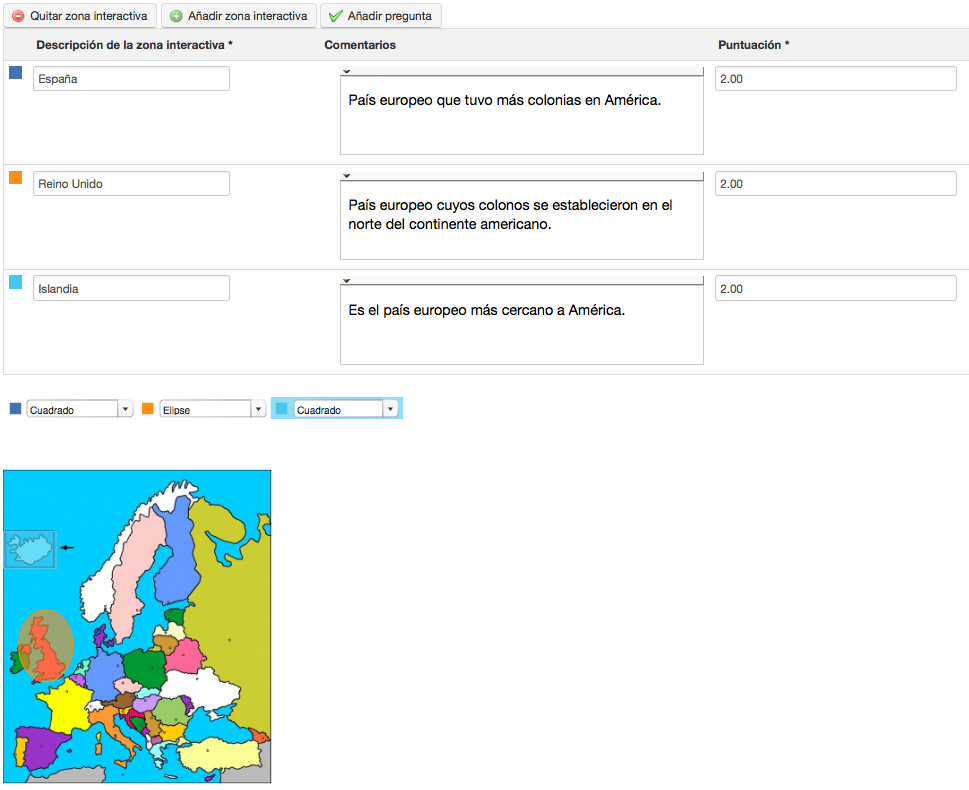 Quitar zona interactiva Añadir zona interactiva Añadir pregunta
Descripción de la zona interactiva * Comentarios Puntuación *
España
País europeo que tuvo más colonias en América.
2.00
Reino Unido
País europeo cuyos colonos se establecieron en el
norte del continente americano.
2.00
Islandia
Es el país europeo más cercano a América.
2.00
Cuadrado Elipse Cuadrado